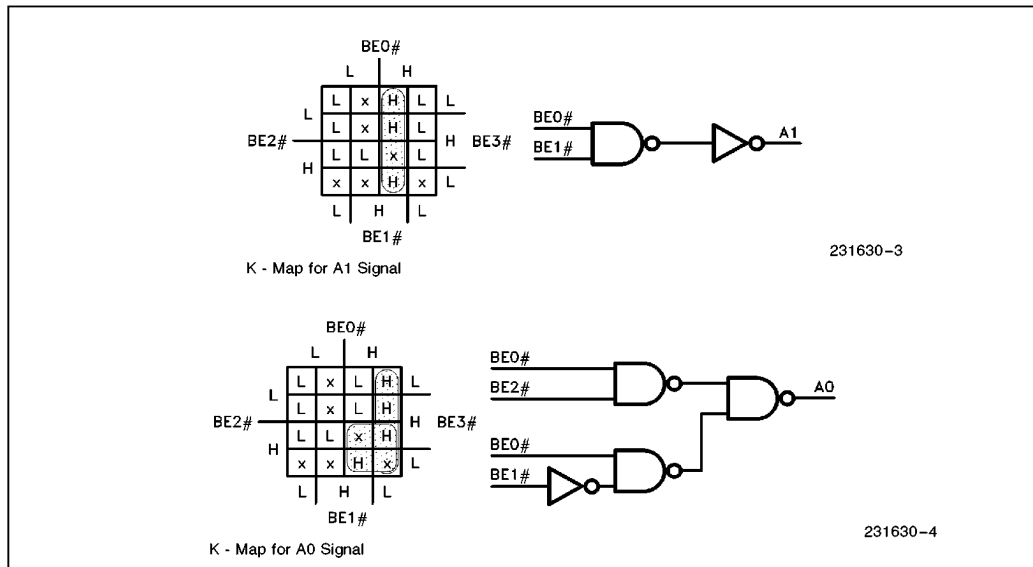 BE0#
L H
L x H L L
L
L x H L
BE2# H BE3#
L L x L
H
x x H x L
L H L
BE1#
K - Map for A1 Signal
BE0#
BE1#
A1
231630-3
BE0#
L H
L x L H L
L
L x L H
BE2# H BE3#
L L x H
H
x x H x L
L H L
BE1#
K - Map for A0 Signal
BE0#
BE2#
BE0#
BE1#
A0
231630-4